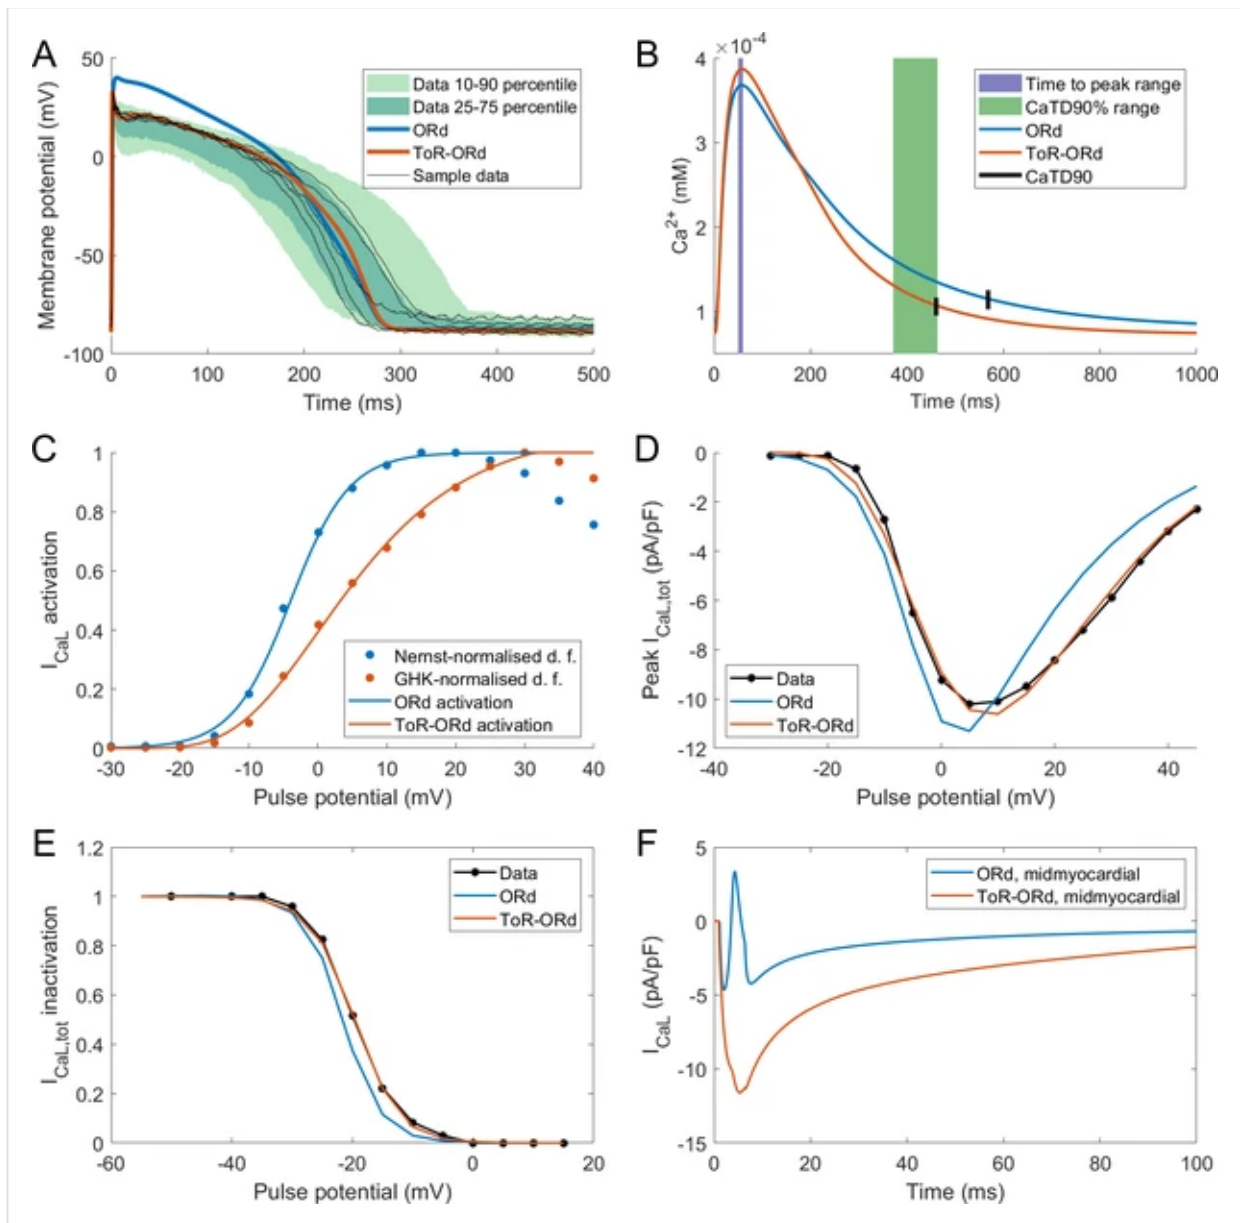 A
50
0
-50
-100
Membrane potential (mV)
Data 10-90 percentile
Data 25-75 percentile
ORd
ToR-ORd
Sample data
0 100 200 300 400 500
Time (ms)
B
×10⁻⁴
4
3
2
1
Ca²⁺ (mM)
Time to peak range
CaTD90% range
ORd
ToR-ORd
CaTD90
0 200 400 600 800 1000
Time (ms)
C
1
0.8
0.6
0.4
0.2
0
I_CaL activation
Nernst-normalised d. f.
GHK-normalised d. f.
ORd activation
ToR-ORd activation
-30 -20 -10 0 10 20 30 40
Pulse potential (mV)
D
0
-2
-4
-6
-8
-10
-12
Peak I_CaL,tot (pA/pF)
Data
ORd
ToR-ORd
-40 -20 0 20 40
Pulse potential (mV)
E
1.2
1
0.8
0.6
0.4
0.2
0
I_CaL,tot inactivation
Data
ORd
ToR-ORd
-60 -40 -20 0 20
Pulse potential (mV)
F
5
0
-5
-10
-15
I_CaL (pA/pF)
ORd, midmyocardial
ToR-ORd, midmyocardial
0 20 40 60 80 100
Time (ms)